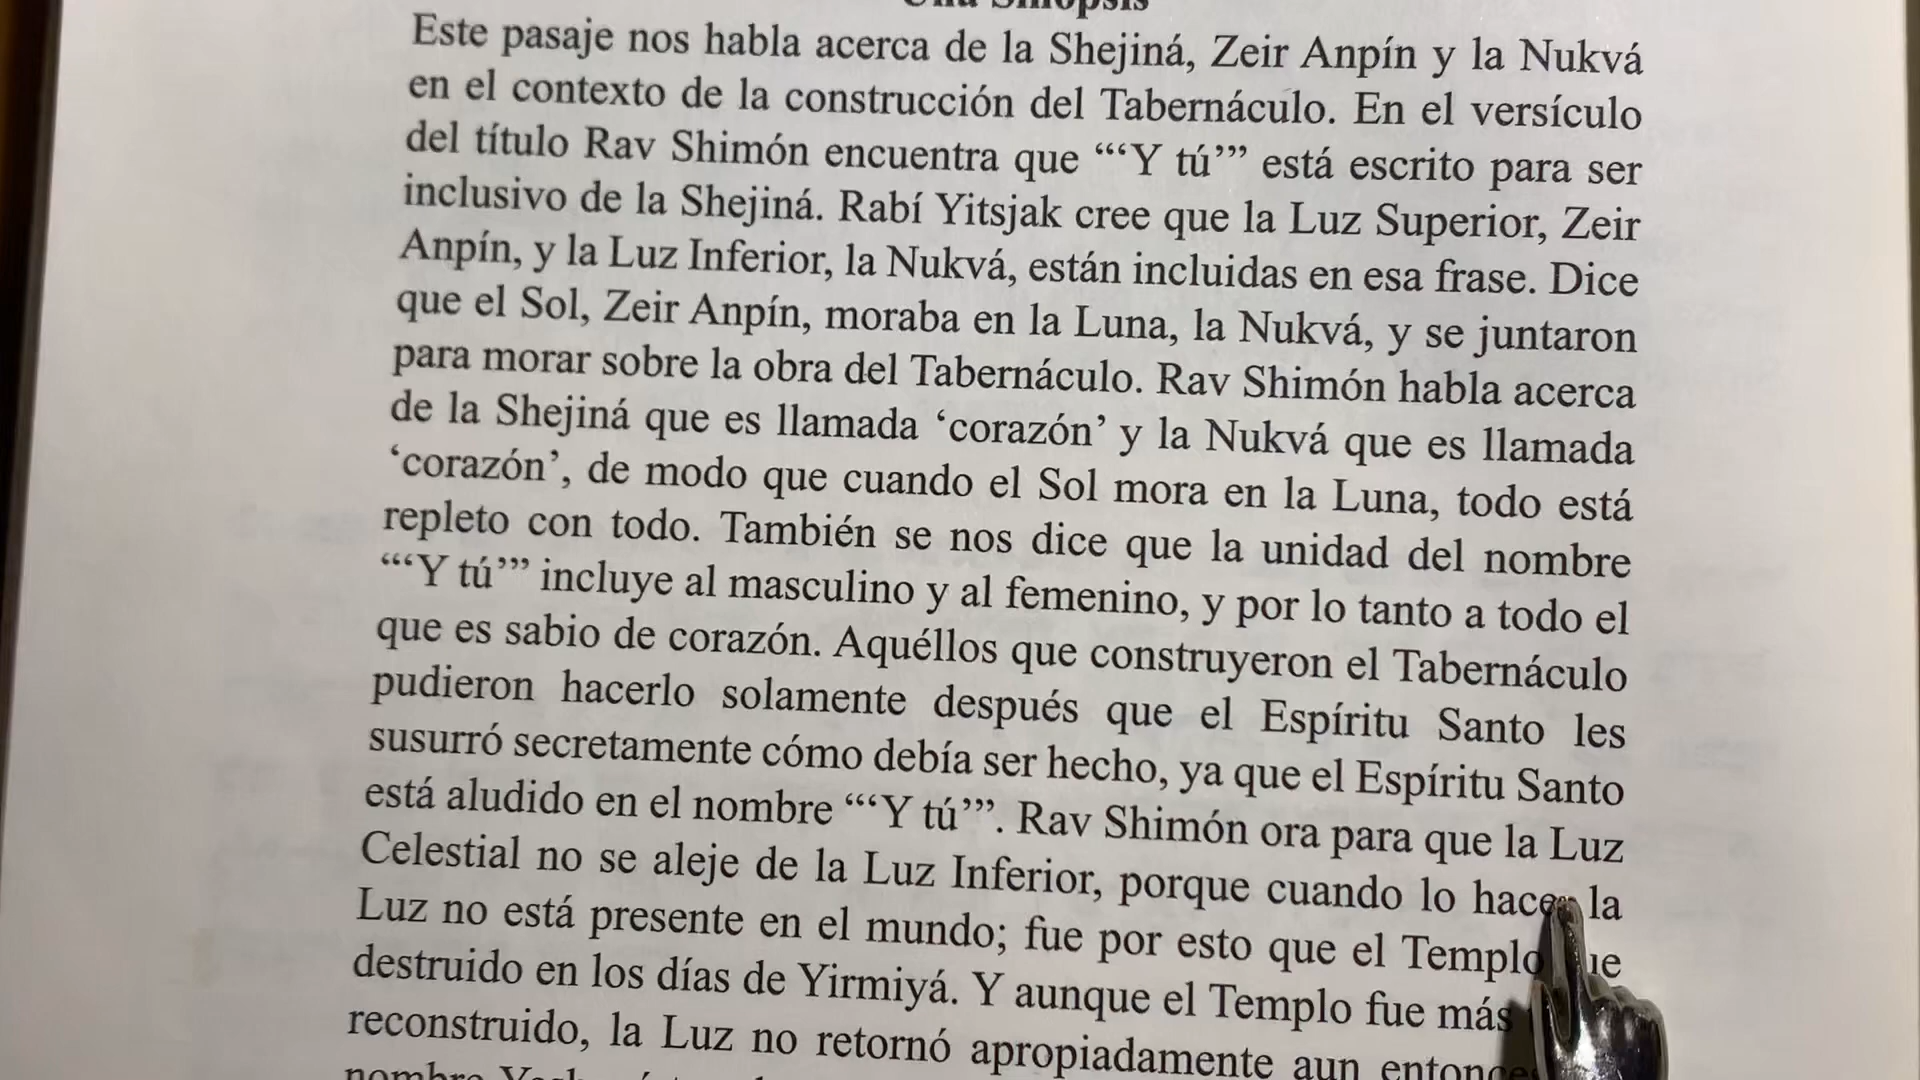 Una Sinopsis
Este pasaje nos habla acerca de la Shejiná, Zeir Anpín y la Nukvá
en el contexto de la construcción del Tabernáculo. En el versículo
del título Rav Shimón encuentra que “‘“Y tú’” está escrito para ser
inclusivo de la Shejiná. Rabí Yitsjak cree que la Luz Superior, Zeir
Anpín, y la Luz Inferior, la Nukvá, están incluidas en esa frase. Dice
que el Sol, Zeir Anpín, moraba en la Luna, la Nukvá, y se juntaron
para morar sobre la obra del Tabernáculo. Rav Shimón habla acerca
de la Shejiná que es llamada ‘corazón’ y la Nukvá que es llamada
‘corazón’, de modo que cuando el Sol mora en la Luna, todo está
repleto con todo. También se nos dice que la unidad del nombre
“‘Y tú’” incluye al masculino y al femenino, y por lo tanto a todo el
que es sabio de corazón. Aquéllos que construyeron el Tabernáculo
pudieron hacerlo solamente después que el Espíritu Santo les
susurró secretamente cómo debía ser hecho, ya que el Espíritu Santo
está aludido en el nombre “‘Y tú’”. Rav Shimón ora para que la Luz
Celestial no se aleje de la Luz Inferior, porque cuando lo hace la
Luz no está presente en el mundo; fue por esto que el Templo
destruido en los días de Yirmiyá. Y aunque el Templo fue más
reconstruido, la Luz no retornó apropiadamente aun
nombre